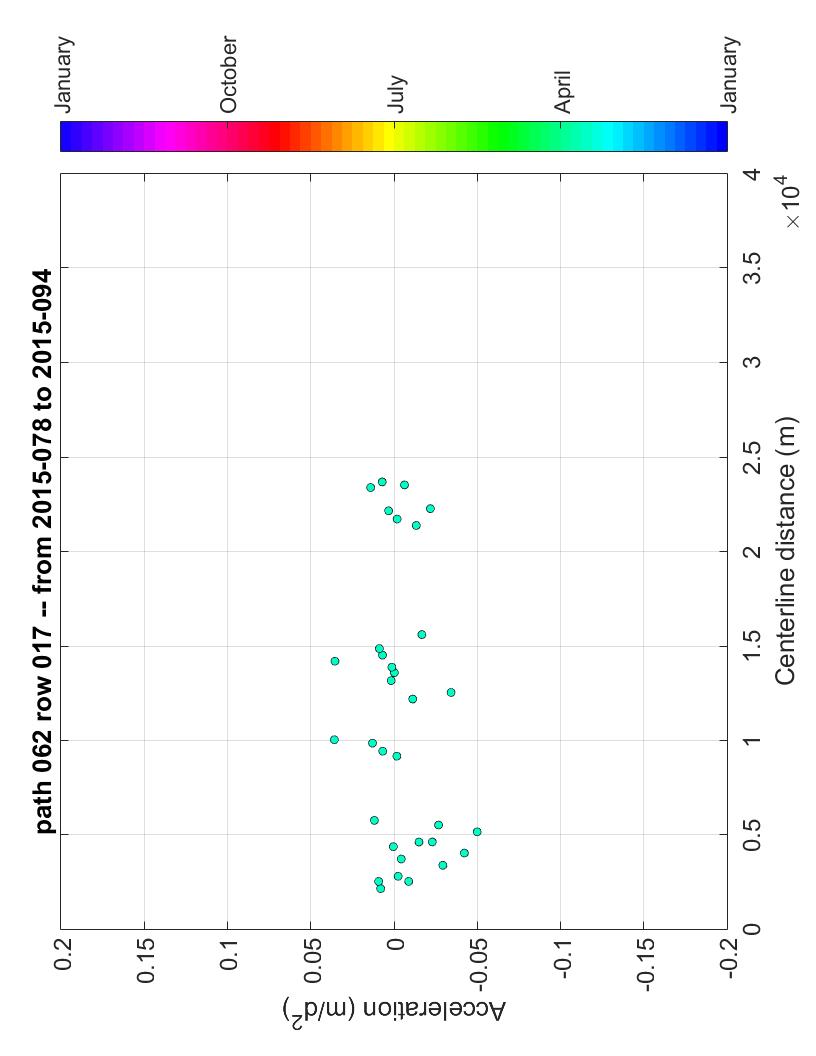 path 062 row 017 -- from 2015-078 to 2015-094
Acceleration (m/d²)
0.2
0.15
0.1
0.05
0
-0.05
-0.1
-0.15
-0.2
0
0.5
1
1.5
2
2.5
3
3.5
4
×10⁴
Centerline distance (m)
January
October
July
April
January